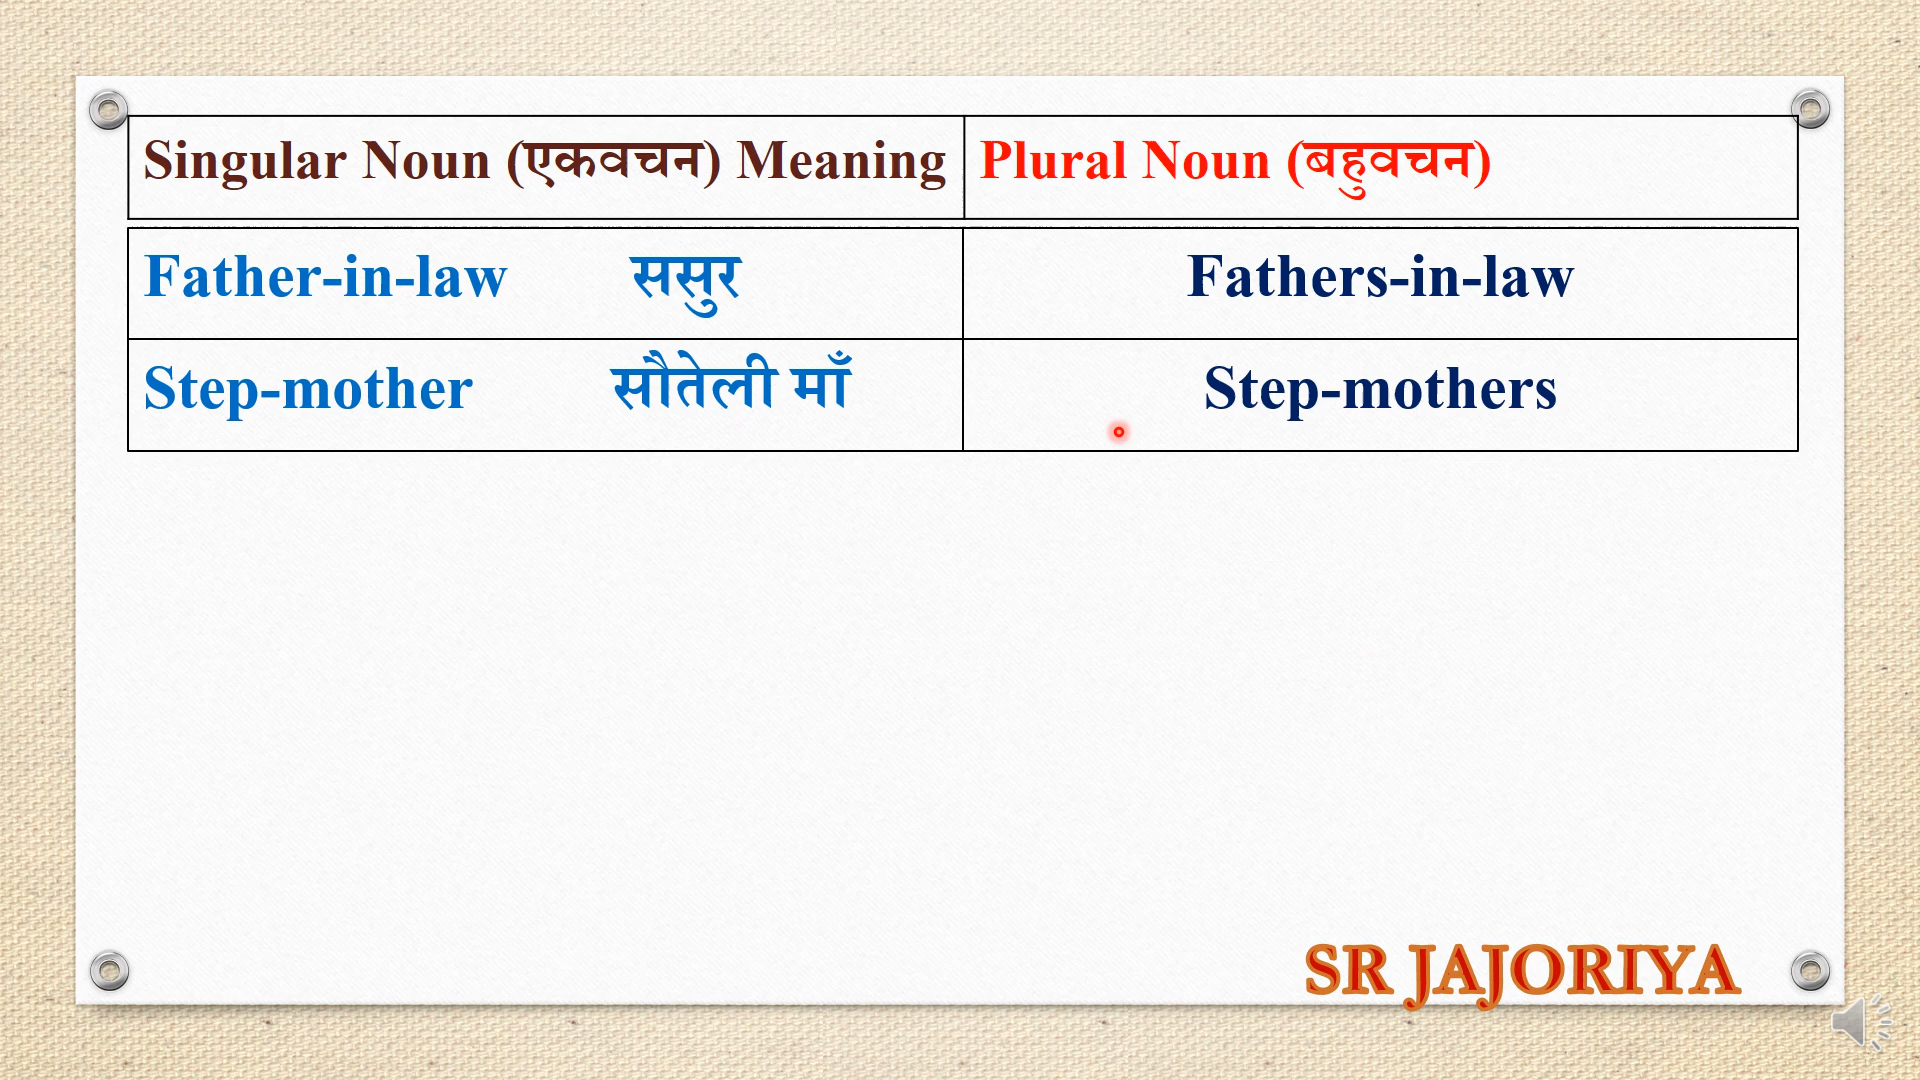 Singular Noun (एकवचन) Meaning Plural Noun (बहुवचन)
Father-in-law ससुर Fathers-in-law
Step-mother सौतेली माँ Step-mothers
SR JAJORIYA